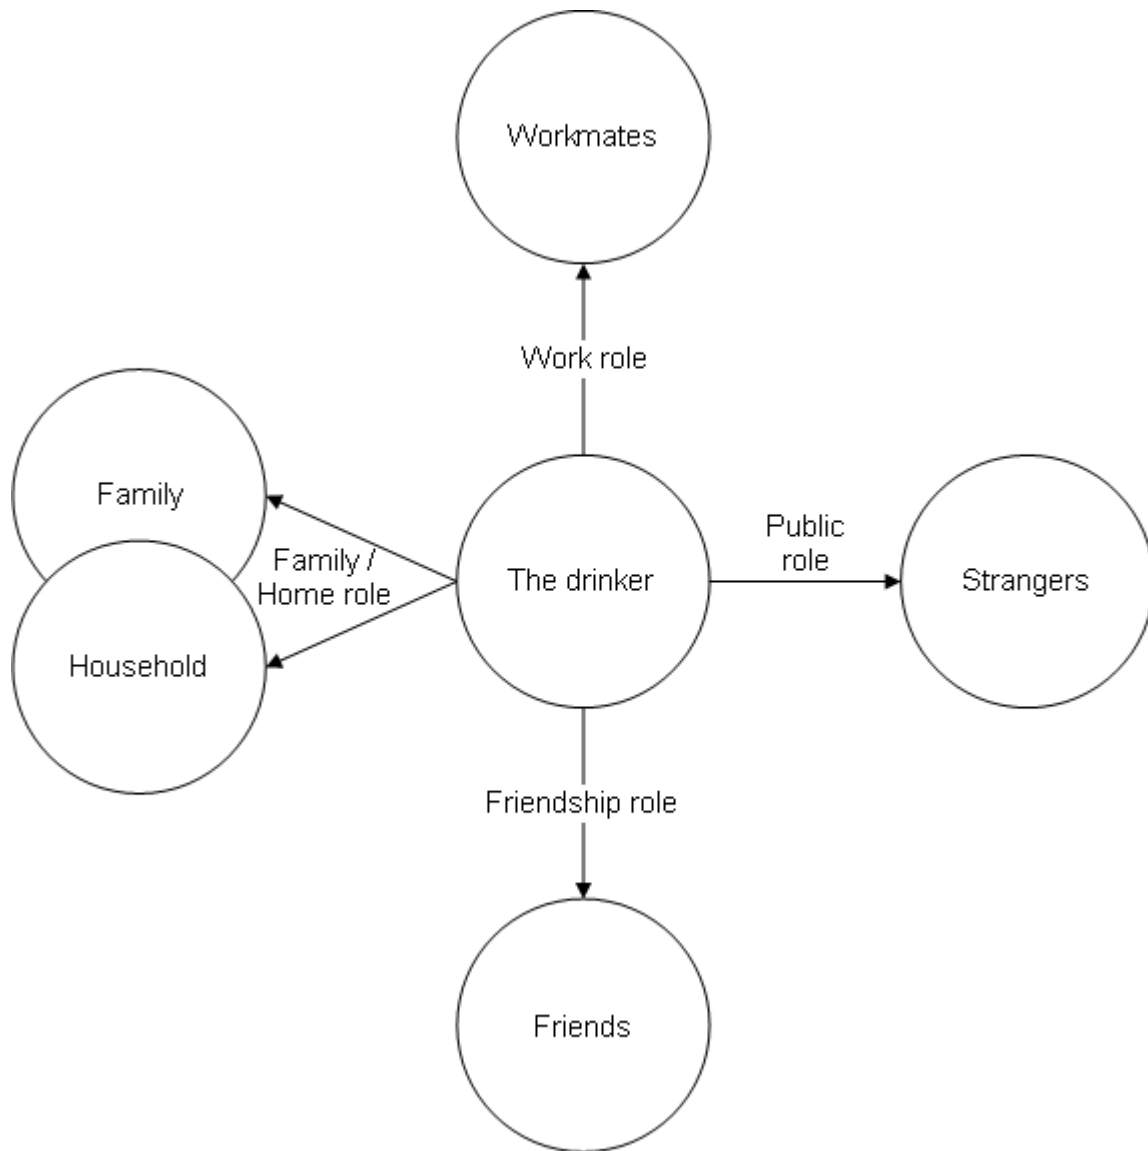 Workmates
Work role
Family
Family /
Home role
Household
The drinker
Public
role
Strangers
Friendship role
Friends